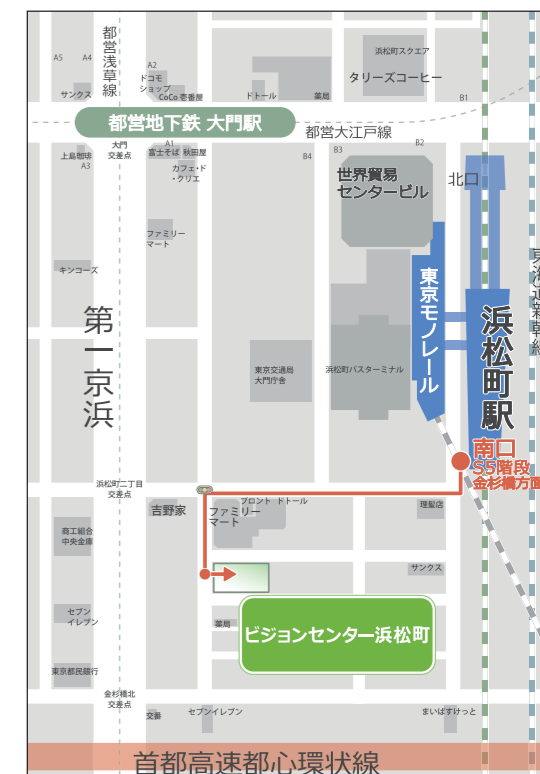 都営浅草線
浜松町スクエア
A5
A4
A2
ドコモ
ショップ
タリーズコーヒー
サンクス
CoCo壱番屋
ドトール
薬局
B1
都営地下鉄 大門駅
都営大江戸線
大門
交差点
A1
富士そば
秋田屋
B4
B3
B2
上島珈琲
A3
カフェ・ド
・クリエ
世界貿易
センタービル
北口
ファミリー
マート
東海道新幹線
キンコーズ
東京モノレール
第一京浜
浜松町駅
東京交通局
大門庁舎
浜松町バスターミナル
南口
S5階段
金杉橋方面
浜松町二丁目
交差点
吉野家
ファミリー
マート
プロント
ドトール
理髪店
商工組合
中央金庫
サンクス
セブン
イレブン
薬局
ビジョンセンター浜松町
東京都民銀行
金杉橋北
交差点
交番
セブンイレブン
まいばすけっと
首都高速都心環状線